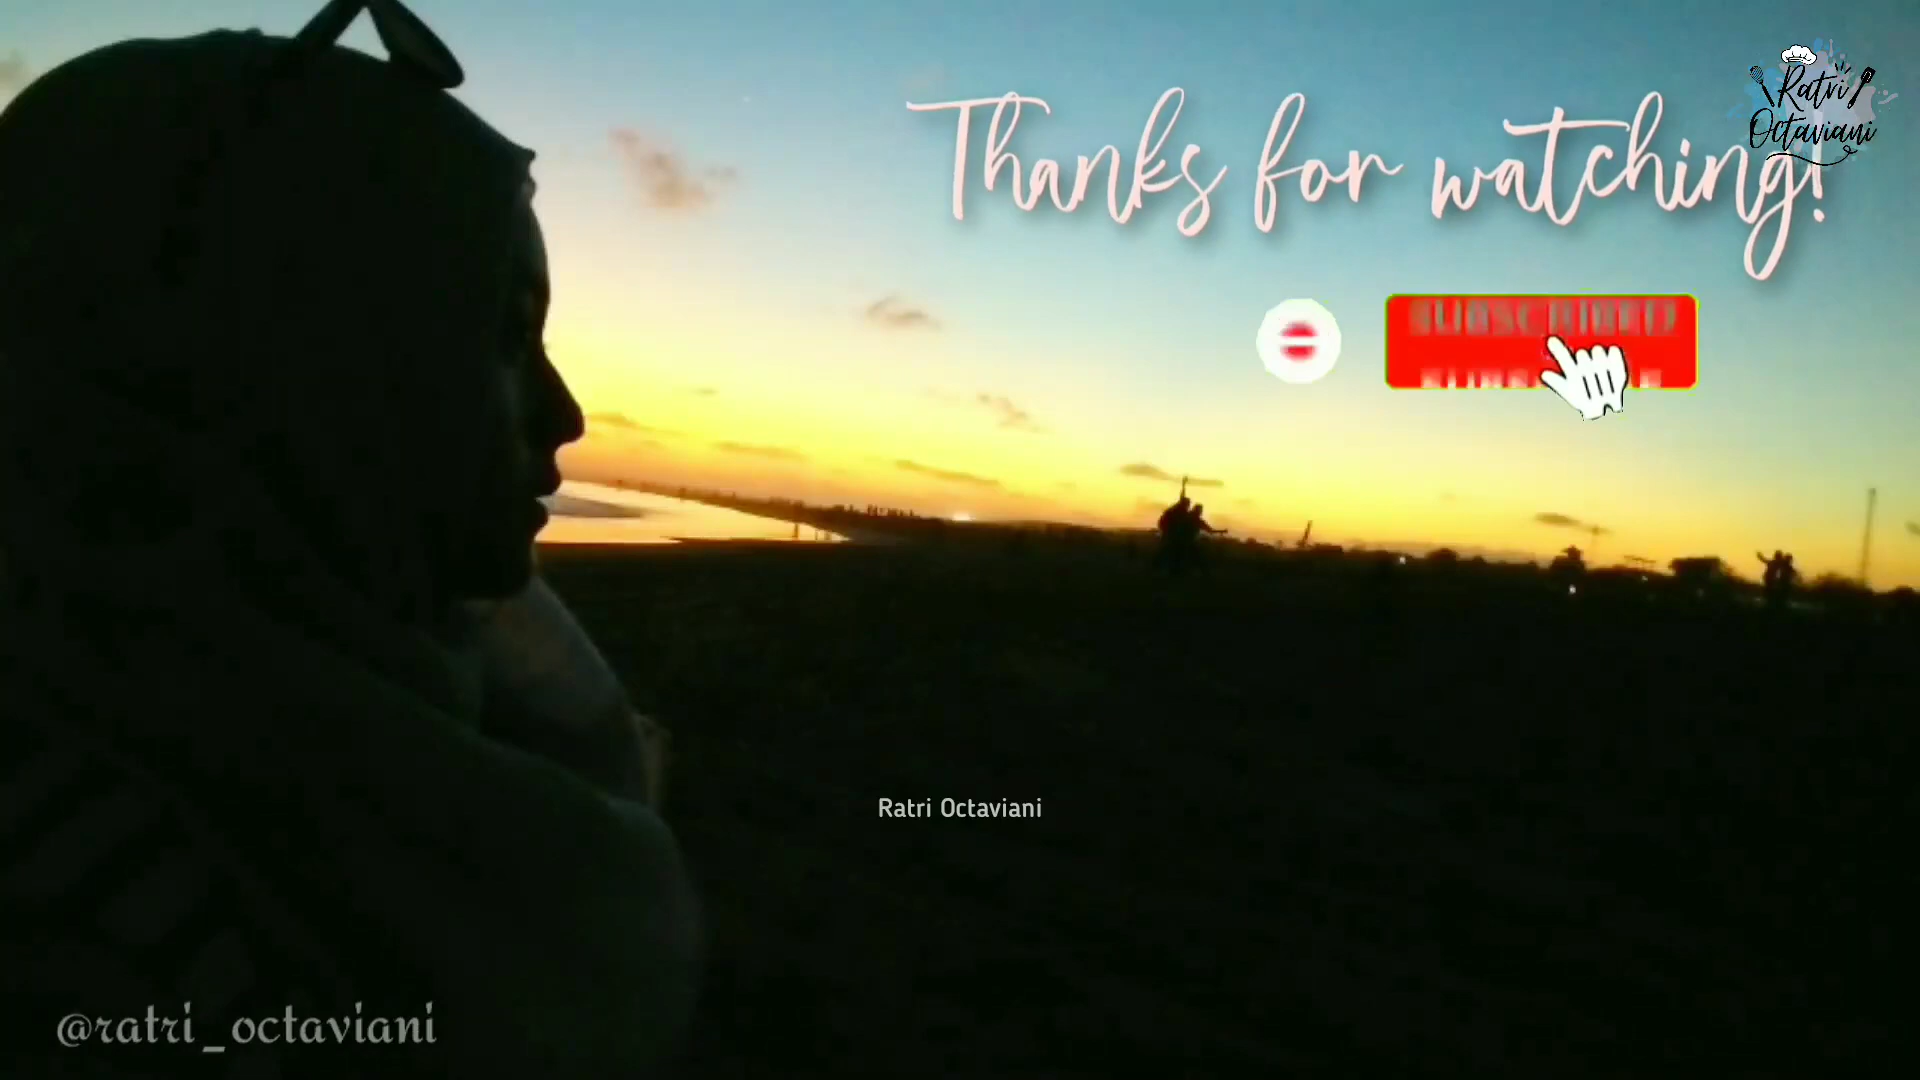 Ratri
Octaviani
Thanks for watching!
Ratri Octaviani
@ratri_octaviani